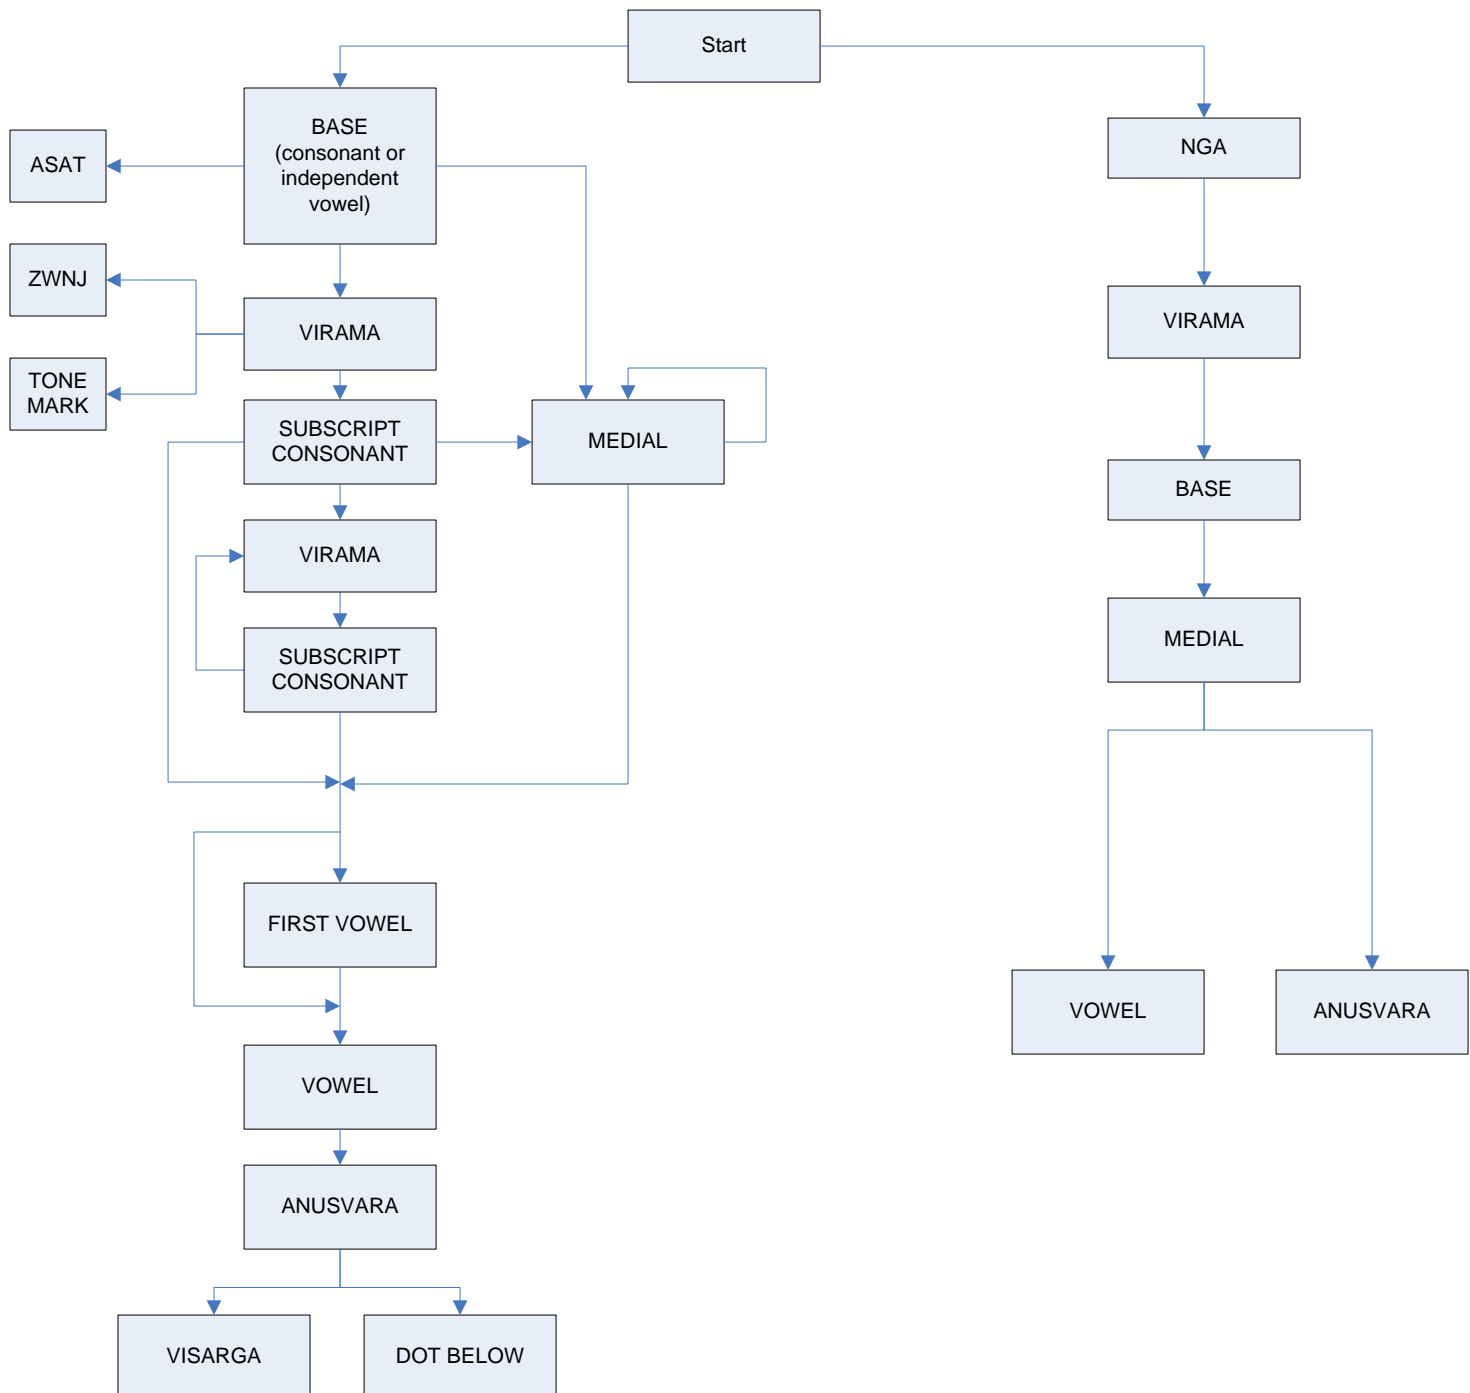 Start
BASE
(consonant or
independent
vowel)
NGA
ASAT
ZWNJ
VIRAMA
VIRAMA
TONE
MARK
SUBSCRIPT
CONSONANT
MEDIAL
BASE
VIRAMA
MEDIAL
SUBSCRIPT
CONSONANT
FIRST VOWEL
VOWEL
ANUSVARA
VOWEL
ANUSVARA
VISARGA
DOT BELOW